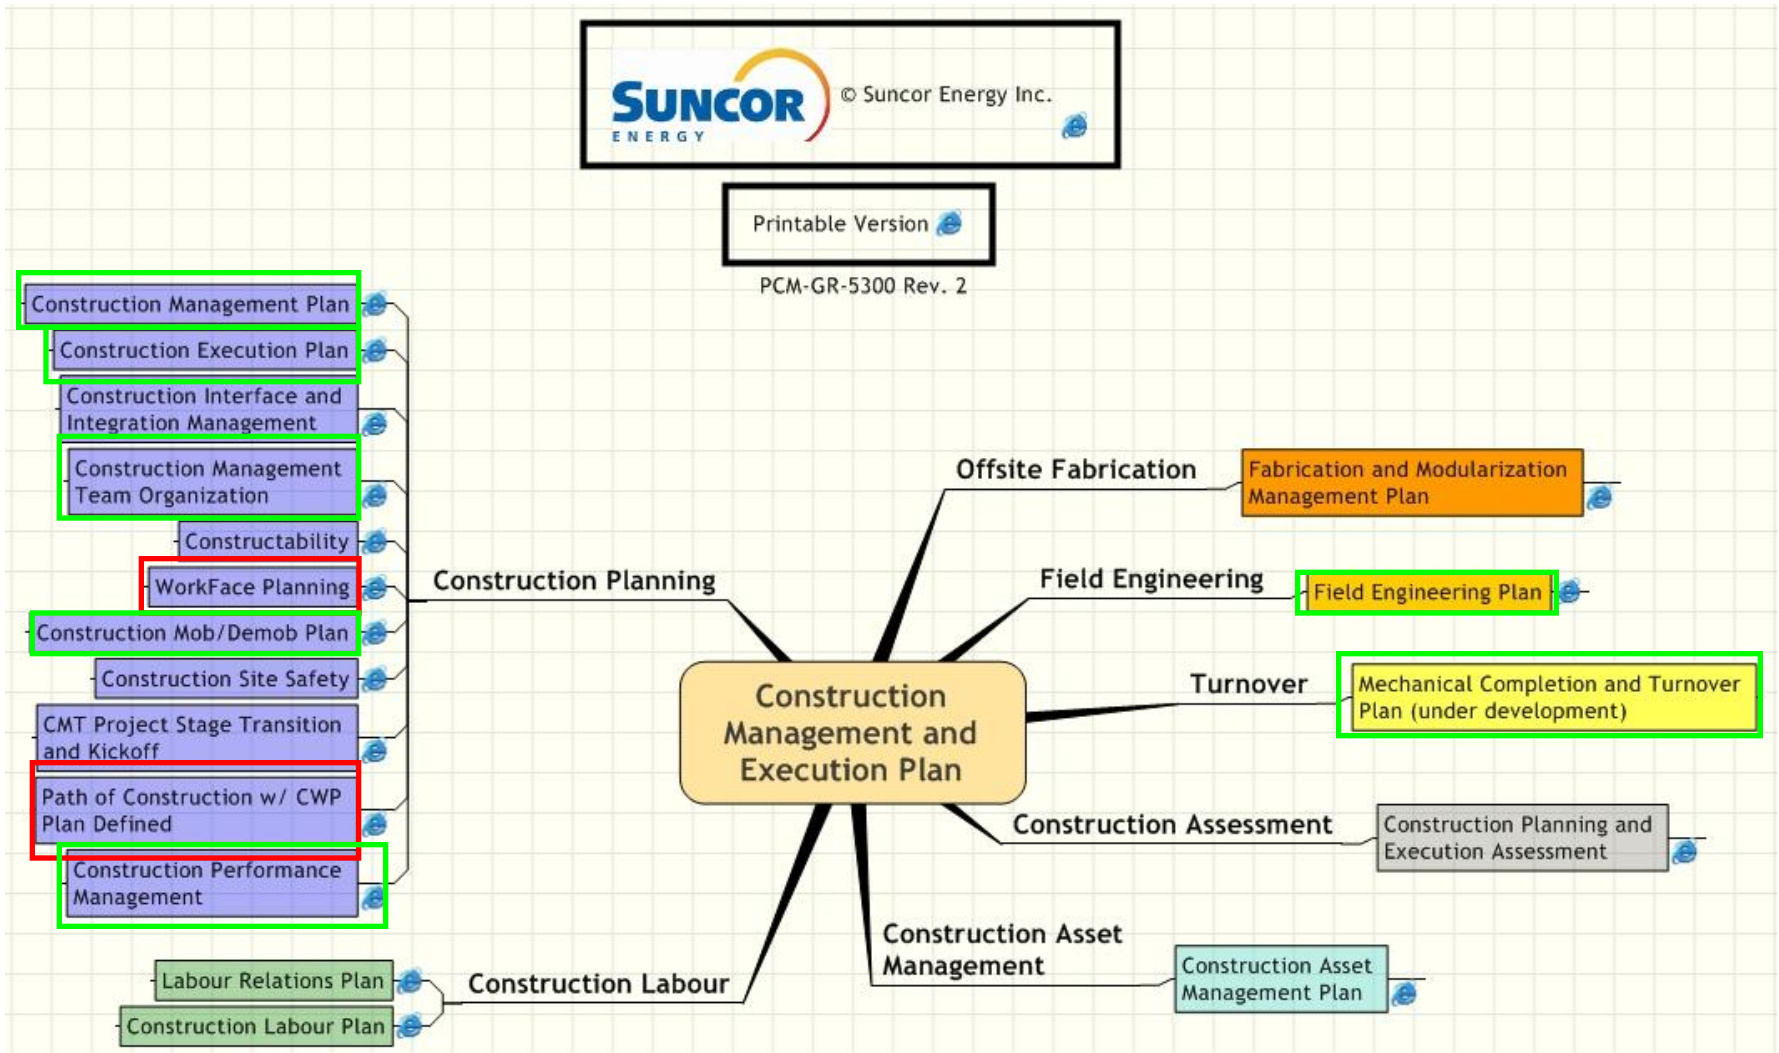 SUNCOR
ENERGY
© Suncor Energy Inc.
Printable Version
PCM-GR-5300 Rev. 2
Construction Management Plan
Construction Execution Plan
Construction Interface and
Integration Management
Construction Management
Team Organization
Constructability
WorkFace Planning
Construction Mob/Demob Plan
Construction Site Safety
CMT Project Stage Transition
and Kickoff
Path of Construction w/ CWP
Plan Defined
Construction Performance
Management
Construction Planning
Labour Relations Plan
Construction Labour Plan
Construction Labour
Construction
Management and
Execution Plan
Offsite Fabrication
Fabrication and Modularization
Management Plan
Field Engineering
Field Engineering Plan
Turnover
Mechanical Completion and Turnover
Plan (under development)
Construction Assessment
Construction Planning and
Execution Assessment
Construction Asset
Management
Construction Asset
Management Plan